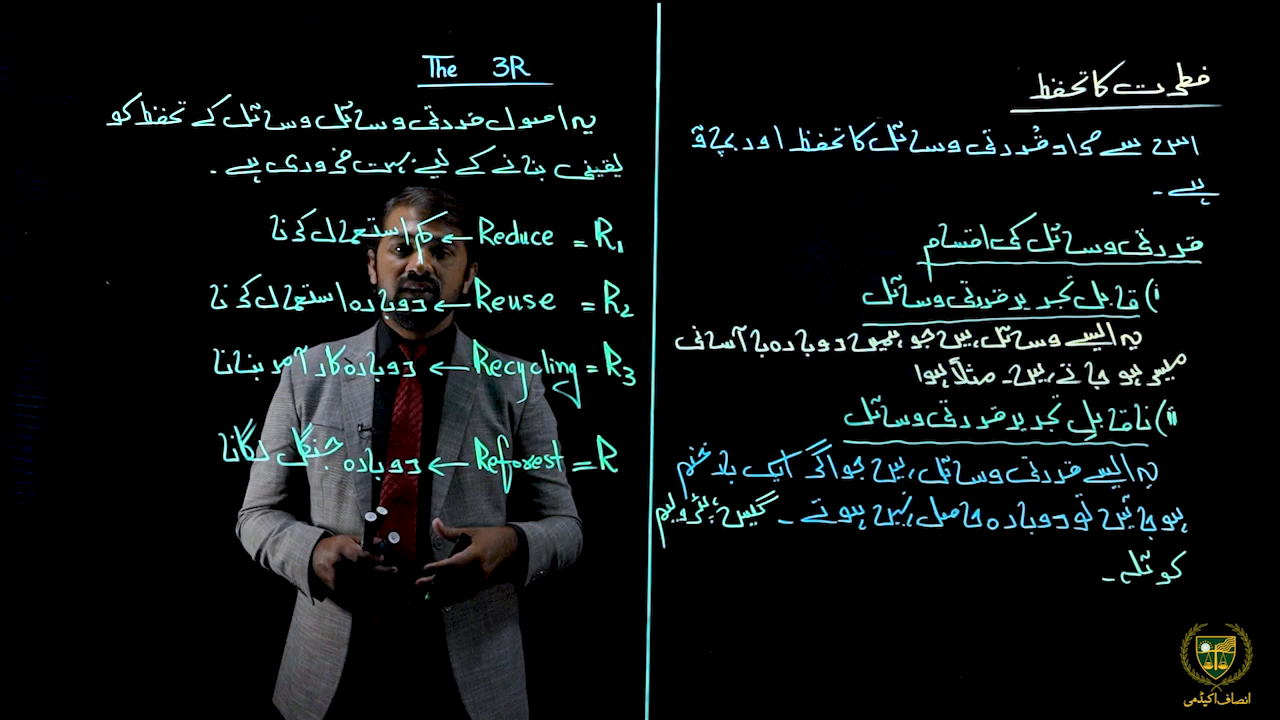 فطرت کا تحفظ
اس سے مراد قدرتی وسائل کا تحفظ اور بچاؤ
ہے۔
قدرتی وسائل کی اقسام
i) قابل تجدید قدرتی وسائل
یہ ایسے وسائل ہیں جو ہمیں دوبارہ با آسانی
میسر ہو جاتے ہیں۔ مثلاً ہوا
ii) ناقابلِ تجدید قدرتی وسائل
یہ ایسے قدرتی وسائل ہیں جو اگر ایک بار ختم
ہو جائیں تو دوبارہ حاصل نہیں ہوتے۔ گیس، پٹرولیم
کوئلہ۔
The 3R
یہ اصول قدرتی وسائل وسائل کے تحفظ کو
یقینی بنانے کے لیے بہت ضروری ہے۔
R1 = Reduce ← کم استعمال کرنا
R2 = Reuse ← دوبارہ استعمال کرنا
R3 = Recycling ← دوبارہ کار آمد بنانا
R = Reforest ← دوبارہ جنگل لگانا
انصاف اکیڈمی